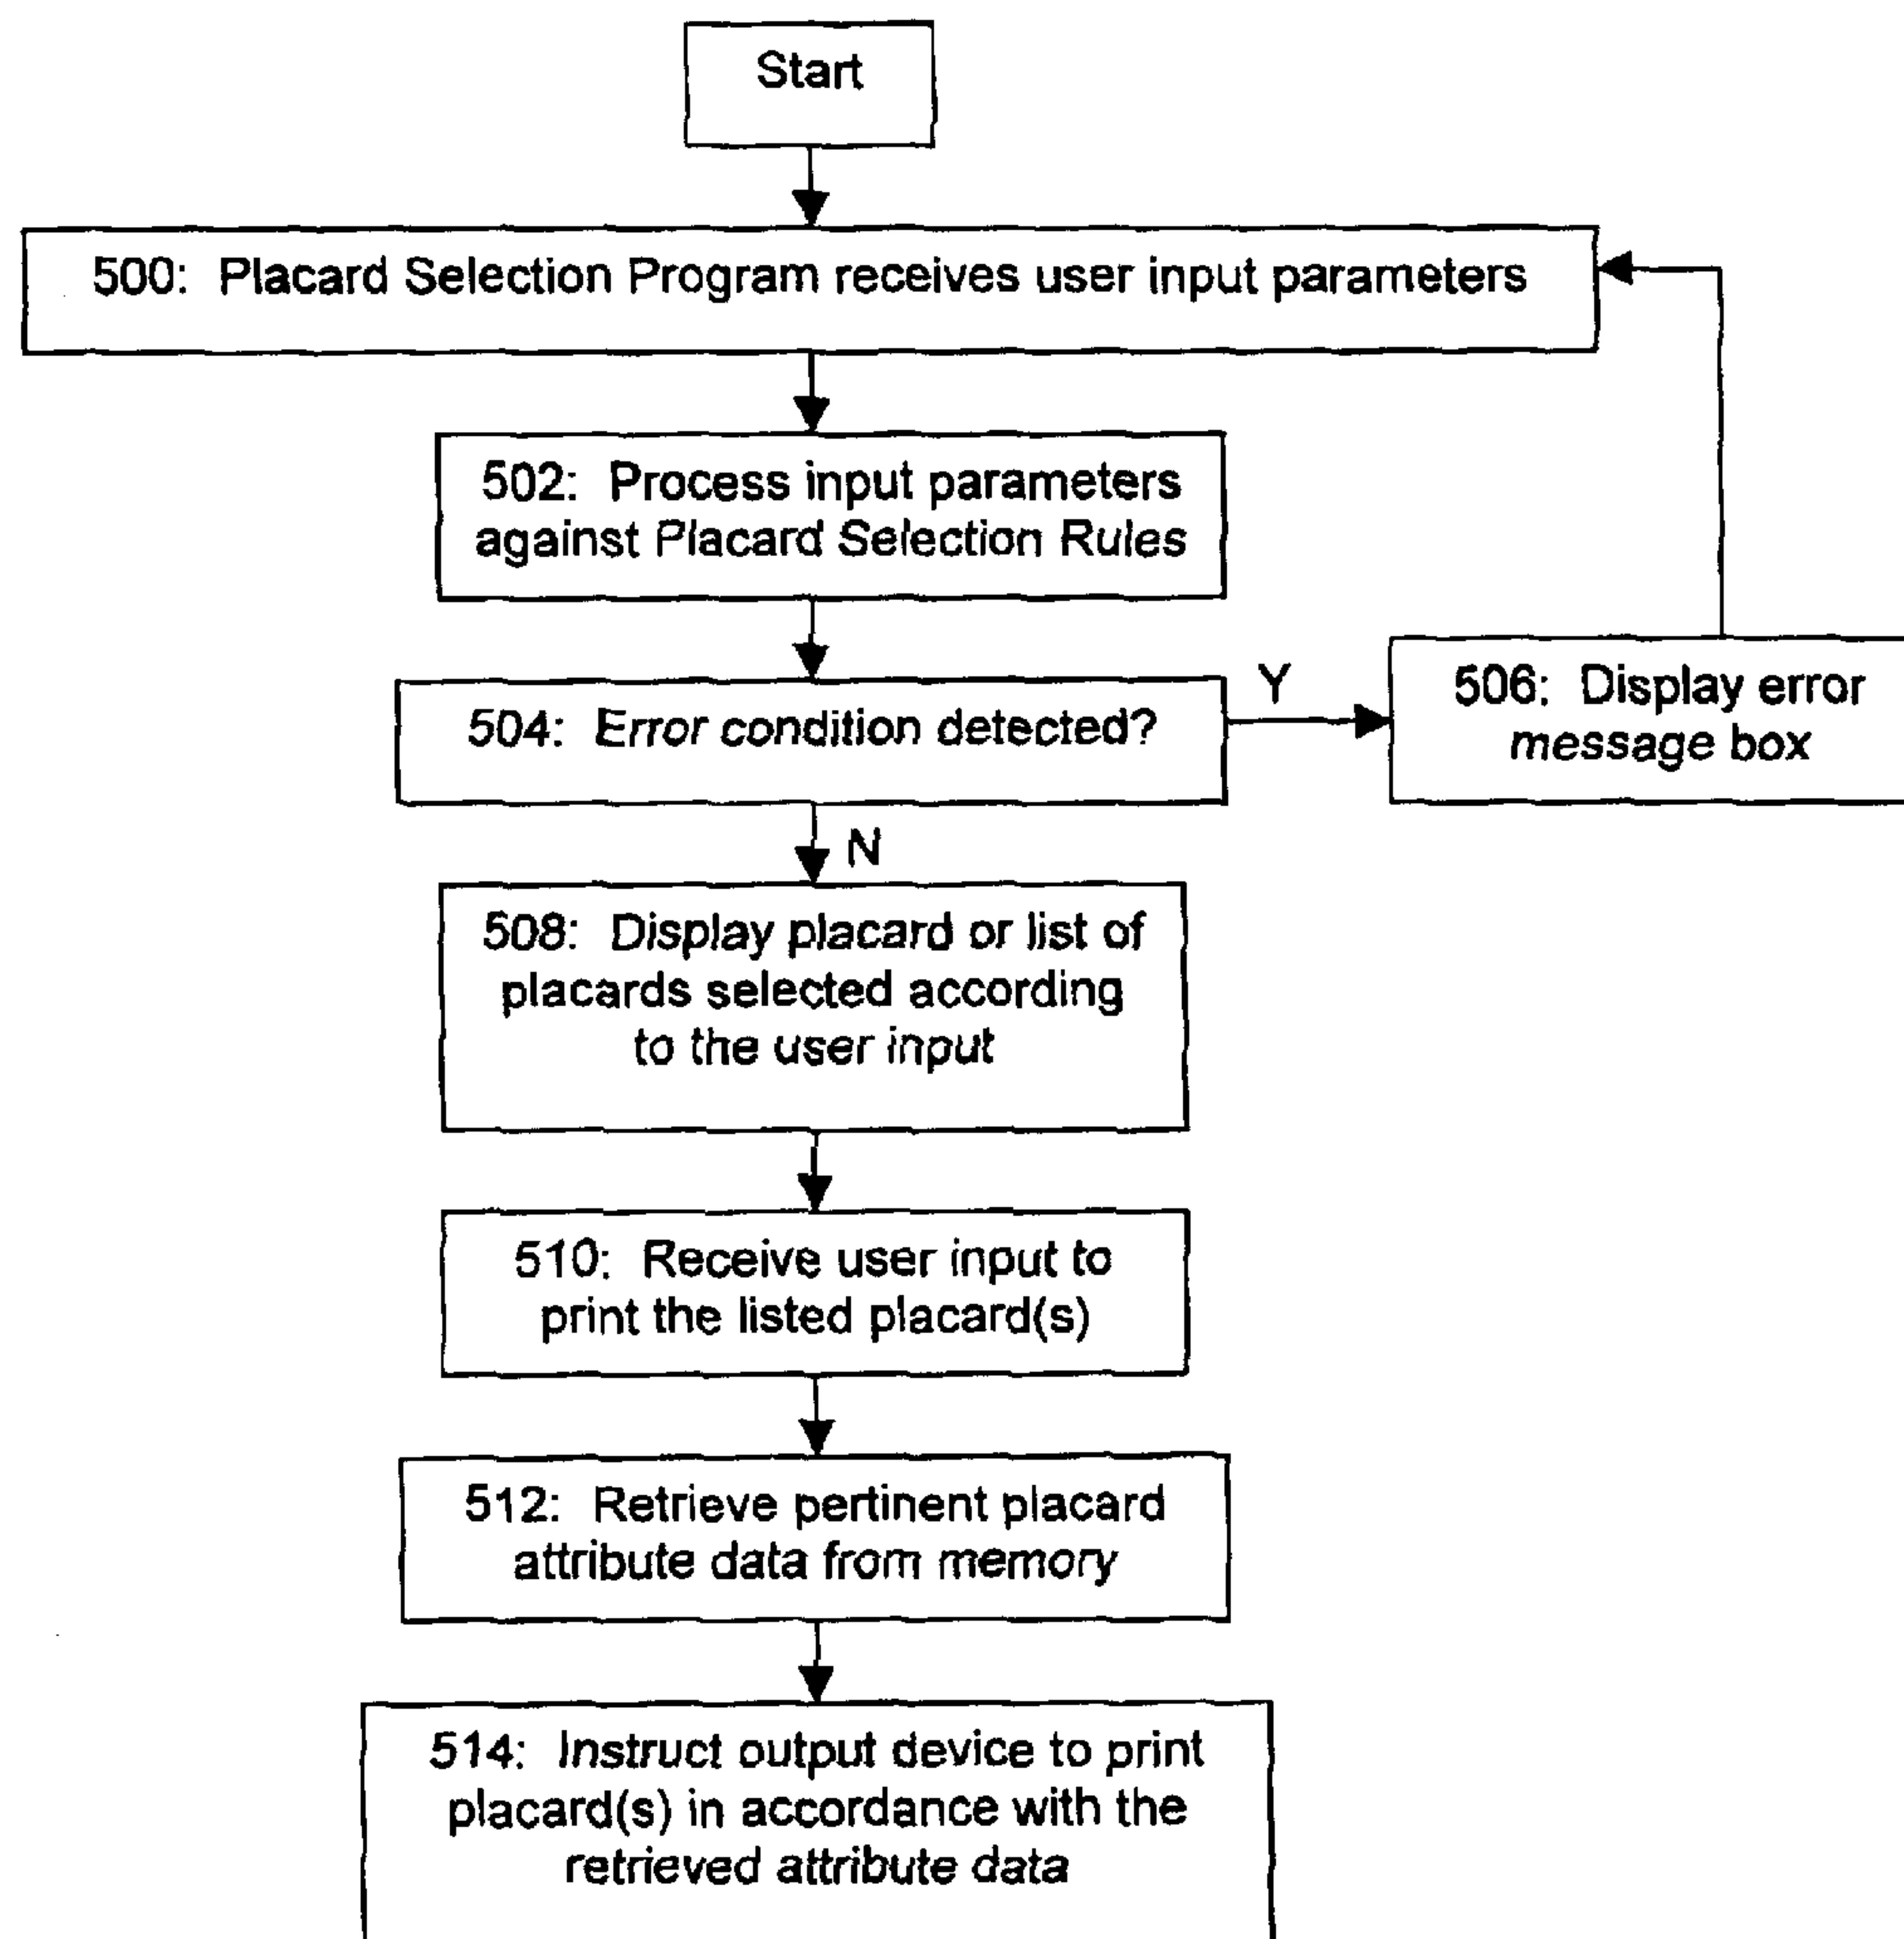 Start
500: Placard Selection Program receives user input parameters
502: Process input parameters
against Placard Selection Rules
504: Error condition detected?
Y
506: Display error
message box
N
508: Display placard or list of
placards selected according
to the user input
510: Receive user input to
print the listed placard(s)
512: Retrieve pertinent placard
attribute data from memory
514: Instruct output device to print
placard(s) in accordance with the
retrieved attribute data